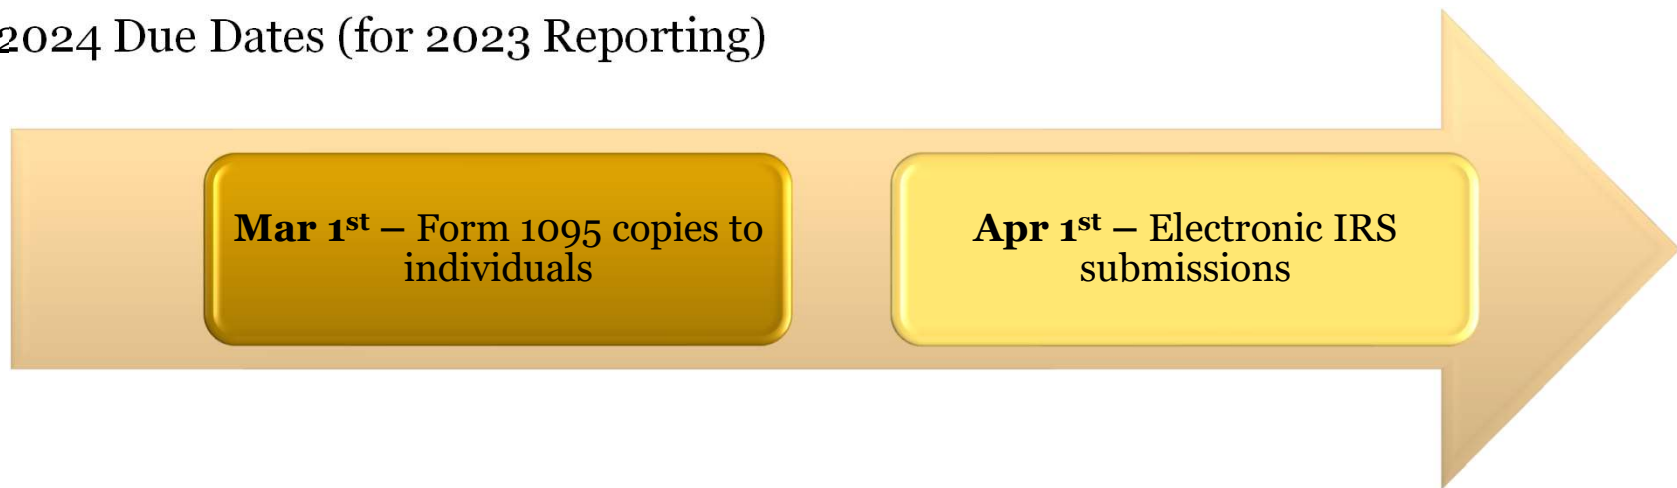 2024 Due Dates (for 2023 Reporting)
Mar 1st – Form 1095 copies to
individuals
Apr 1st – Electronic IRS
submissions